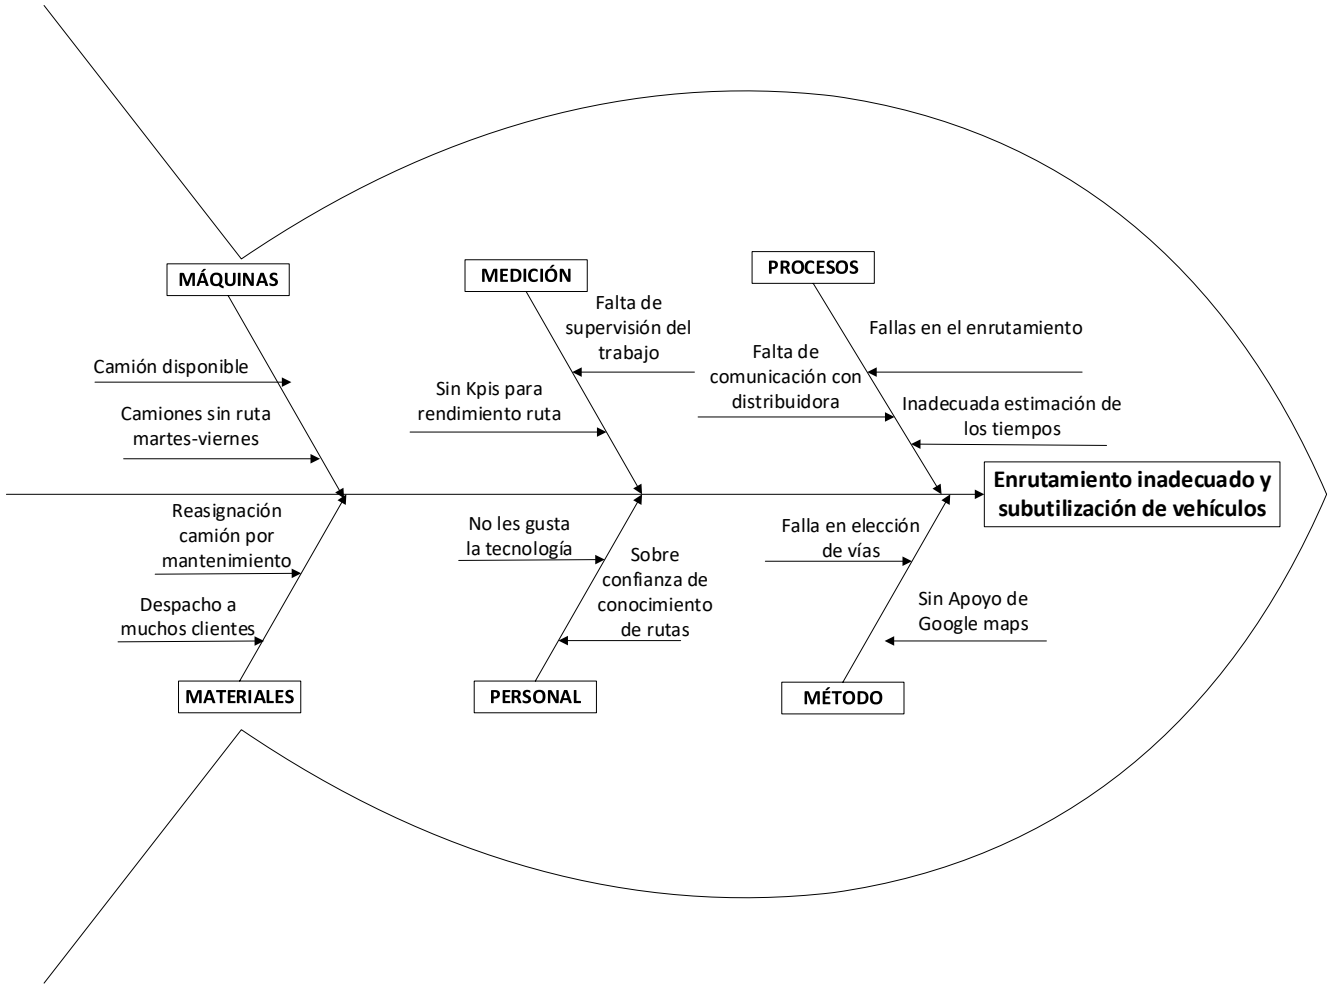 MÁQUINAS
Camión disponible
Camiones sin ruta
martes-viernes
MEDICIÓN
Falta de
supervisión del
trabajo
Sin Kpis para
rendimiento ruta
PROCESOS
Fallas en el enrutamiento
Falta de
comunicación con
distribuidora
Inadecuada estimación de
los tiempos
Enrutamiento inadecuado y
subutilización de vehículos
Reasignación
camión por
mantenimiento
Despacho a
muchos clientes
MATERIALES
No les gusta
la tecnología
Sobre
confianza de
conocimiento
de rutas
PERSONAL
Falla en elección
de vías
Sin Apoyo de
Google maps
MÉTODO